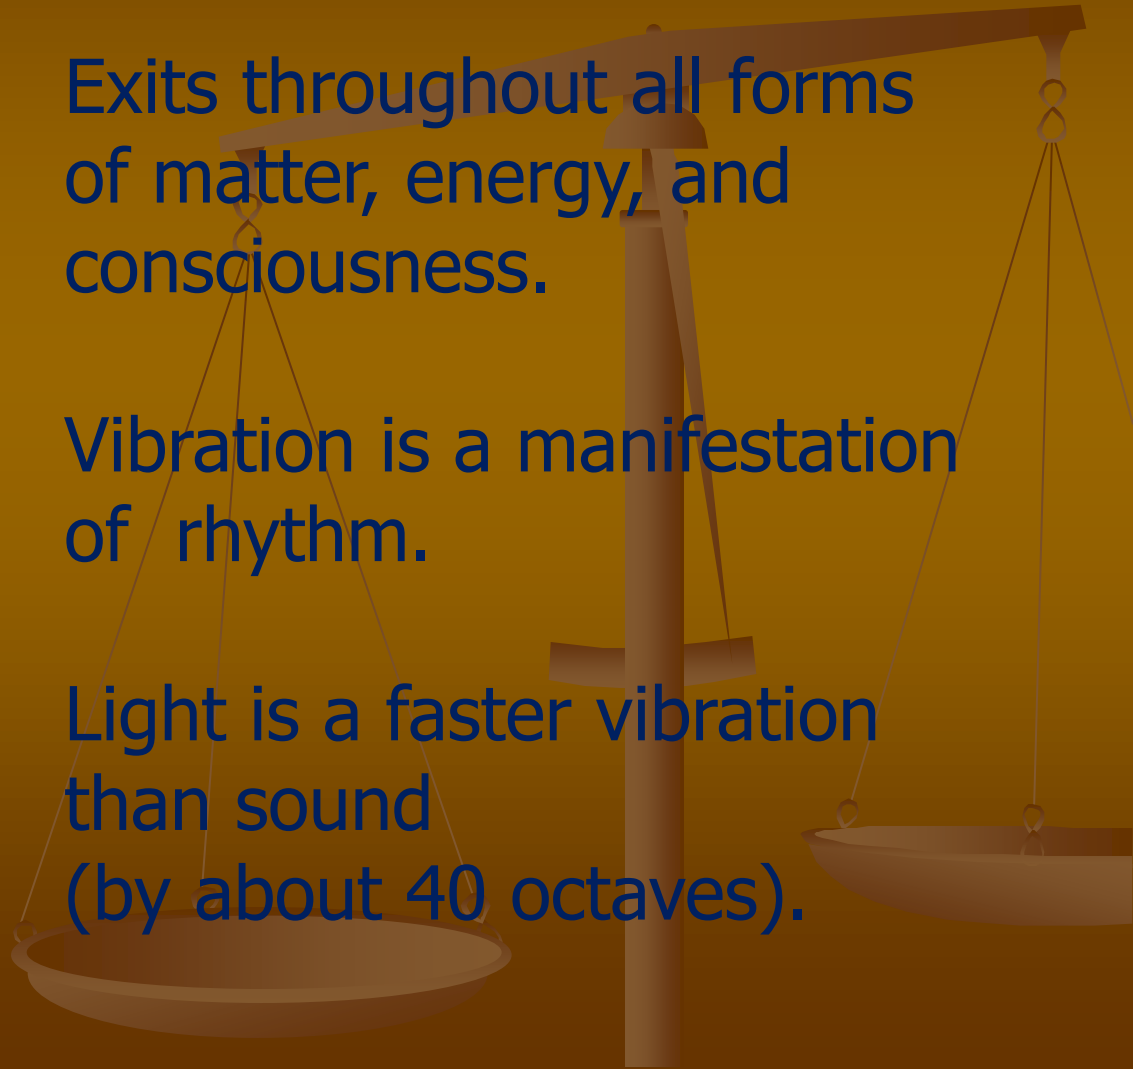 Exits throughout all forms
of matter, energy, and
consciousness.
Vibration is a manifestation
of  rhythm.
Light is a faster vibration
than sound
(by about 40 octaves).